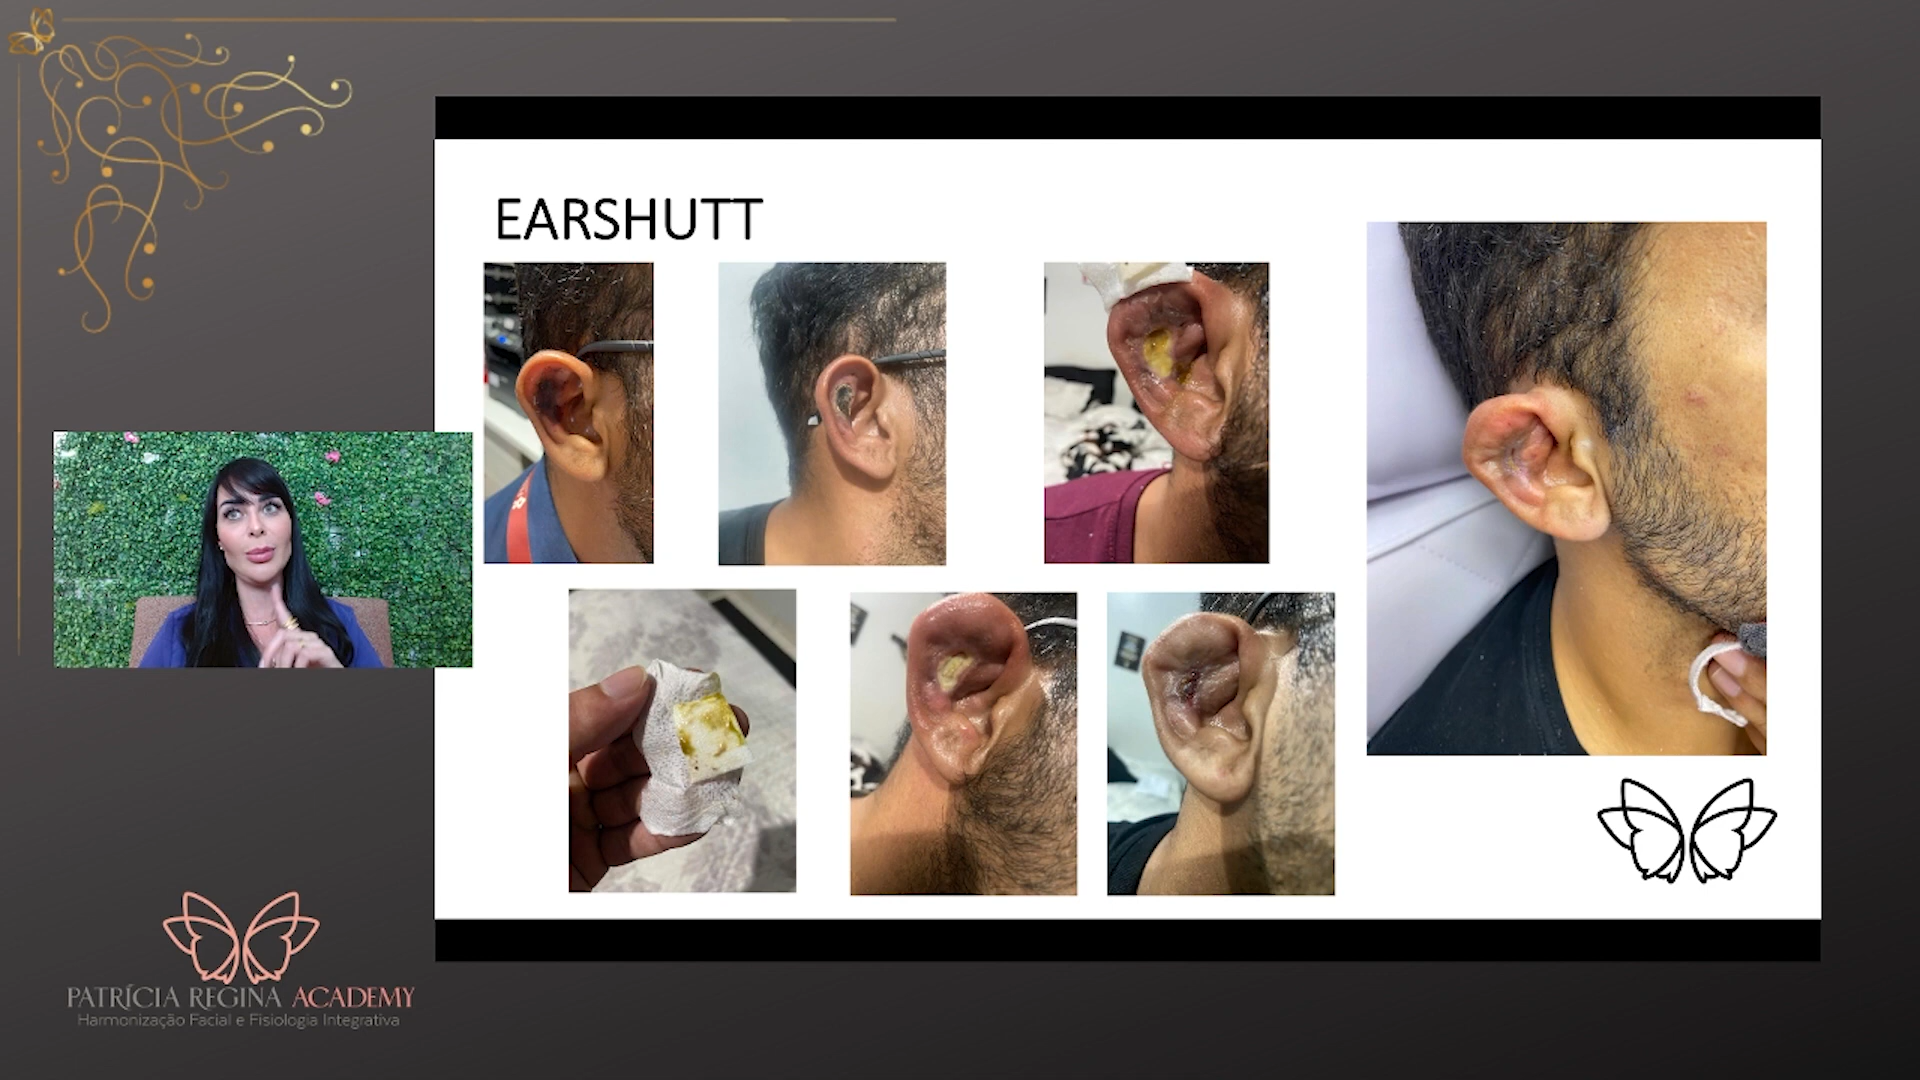 EARSHUTT
PATRÍCIA REGINA ACADEMY
Harmonização Facial e Fisiologia Integrativa